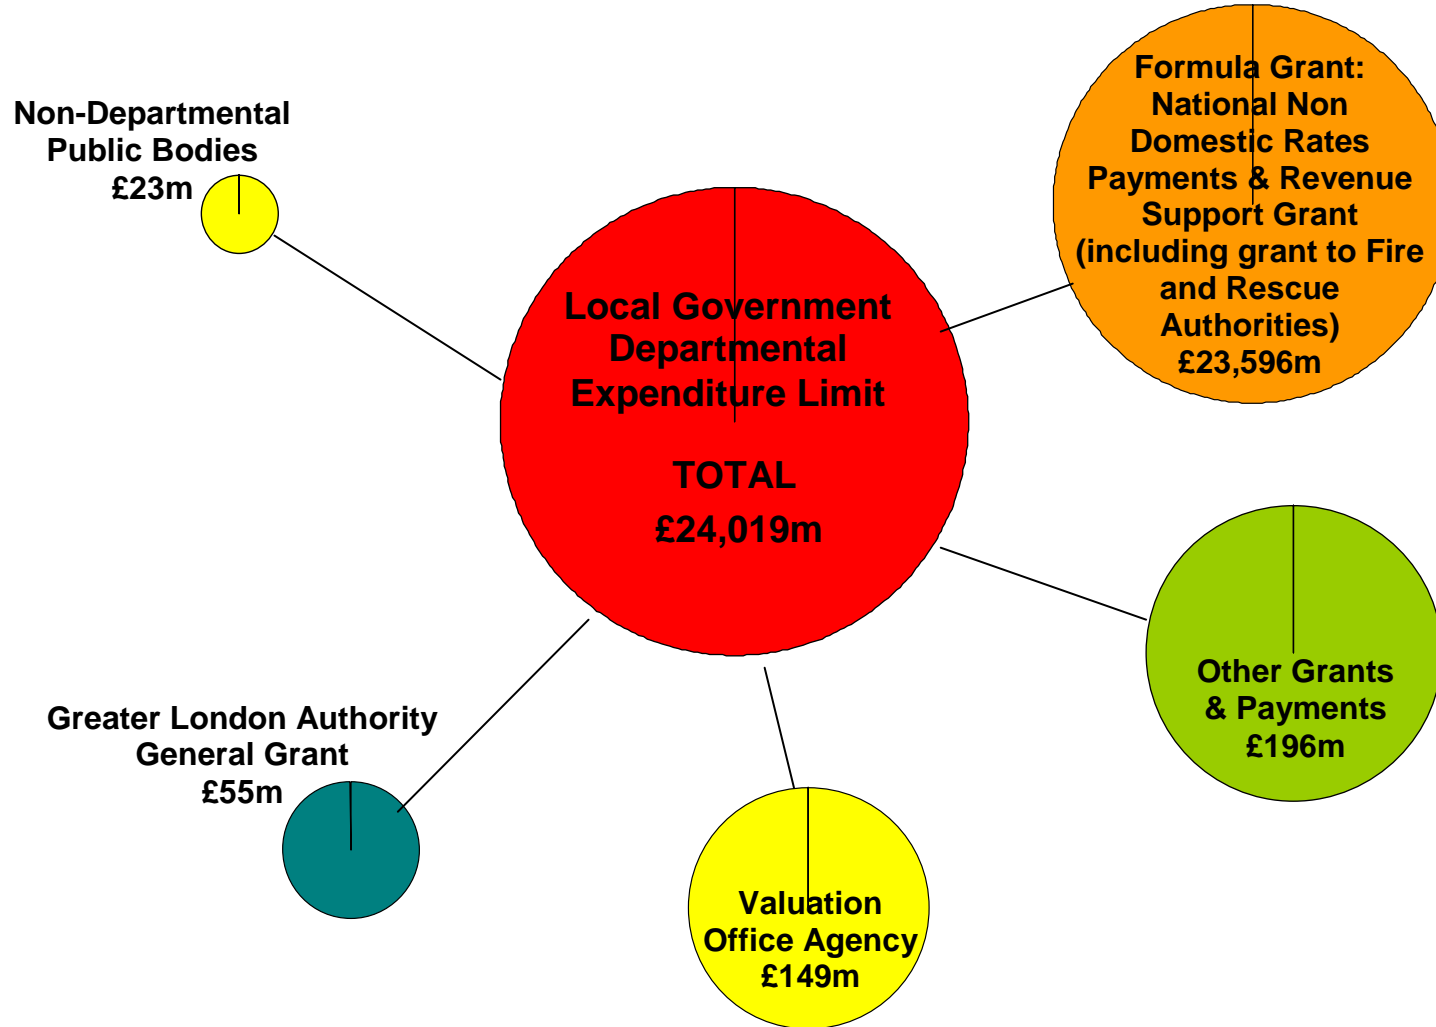 Non-Departmental
Public Bodies
£23m
Formula Grant:
National Non
Domestic Rates
Payments & Revenue
Support Grant
(including grant to Fire
and Rescue
Authorities)
£23,596m
Local Government
Departmental
Expenditure Limit
TOTAL
£24,019m
Other Grants
& Payments
£196m
Greater London Authority
General Grant
£55m
Valuation
Office Agency
£149m